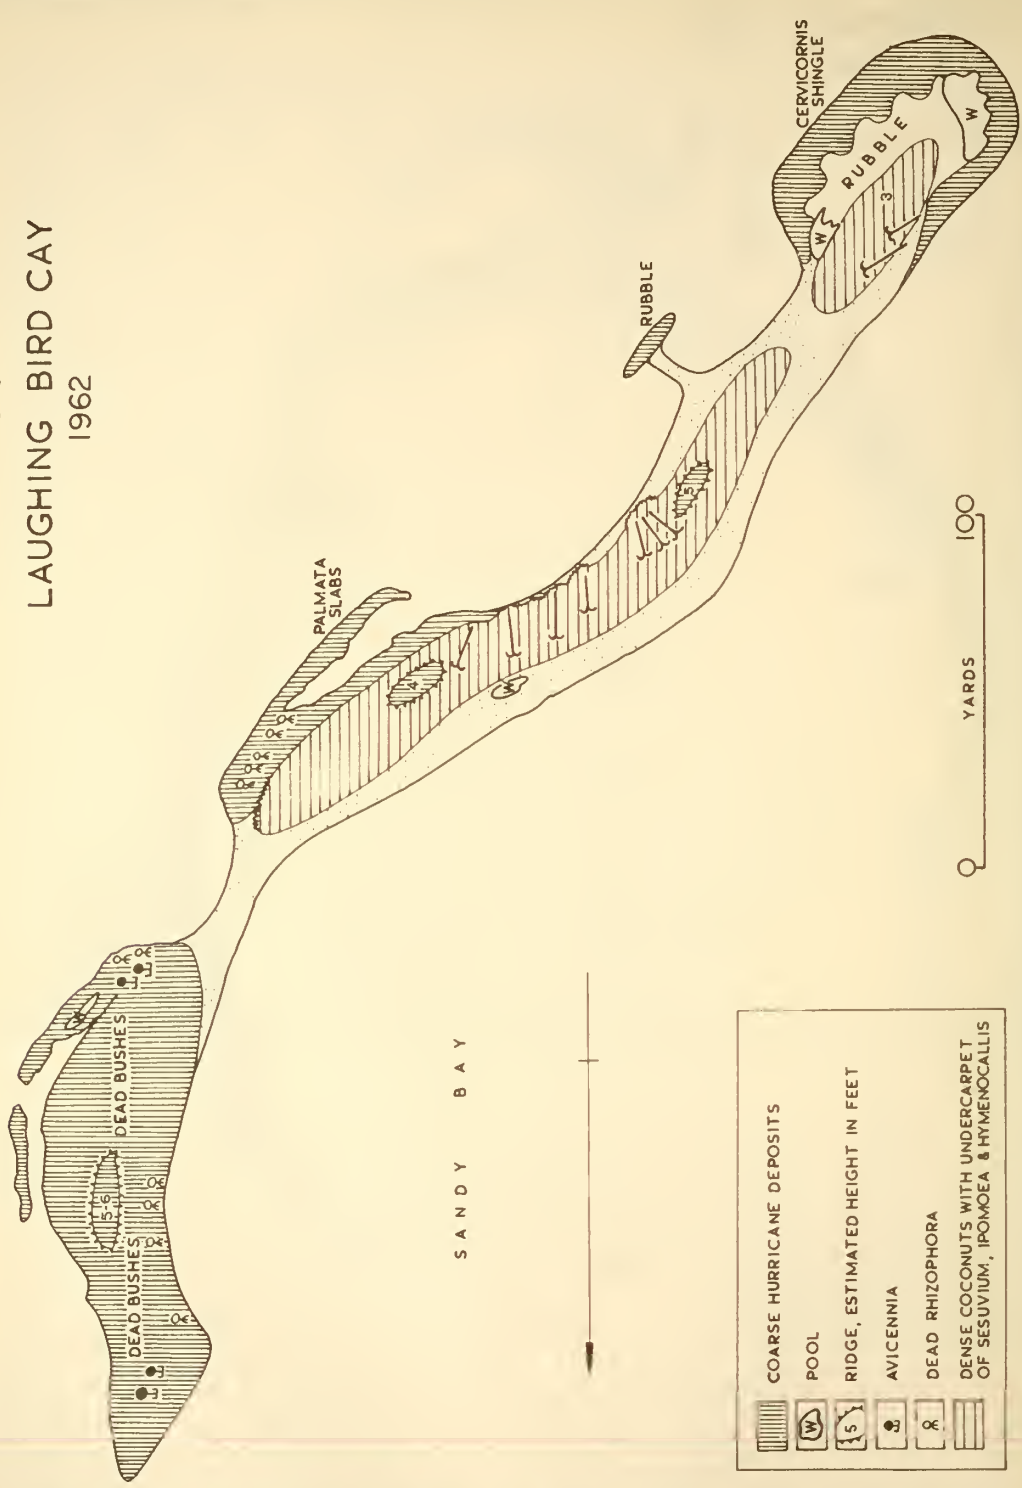 LAUGHING BIRD CAY
1962
CERVICORNIS
SHINGLE
RUBBLE
W
W
3
RUBBLE
5
PALMATA
SLABS
4
W
W
DEAD BUSHES
5-6
DEAD BUSHES
SANDY BAY
0
100
YARDS
COARSE HURRICANE DEPOSITS
W
POOL
5
RIDGE, ESTIMATED HEIGHT IN FEET
AVICENNIA
DEAD RHIZOPHORA
DENSE COCONUTS WITH UNDERCARPET
OF SESUVIUM, IPOMOEA & HYMENOCALLIS